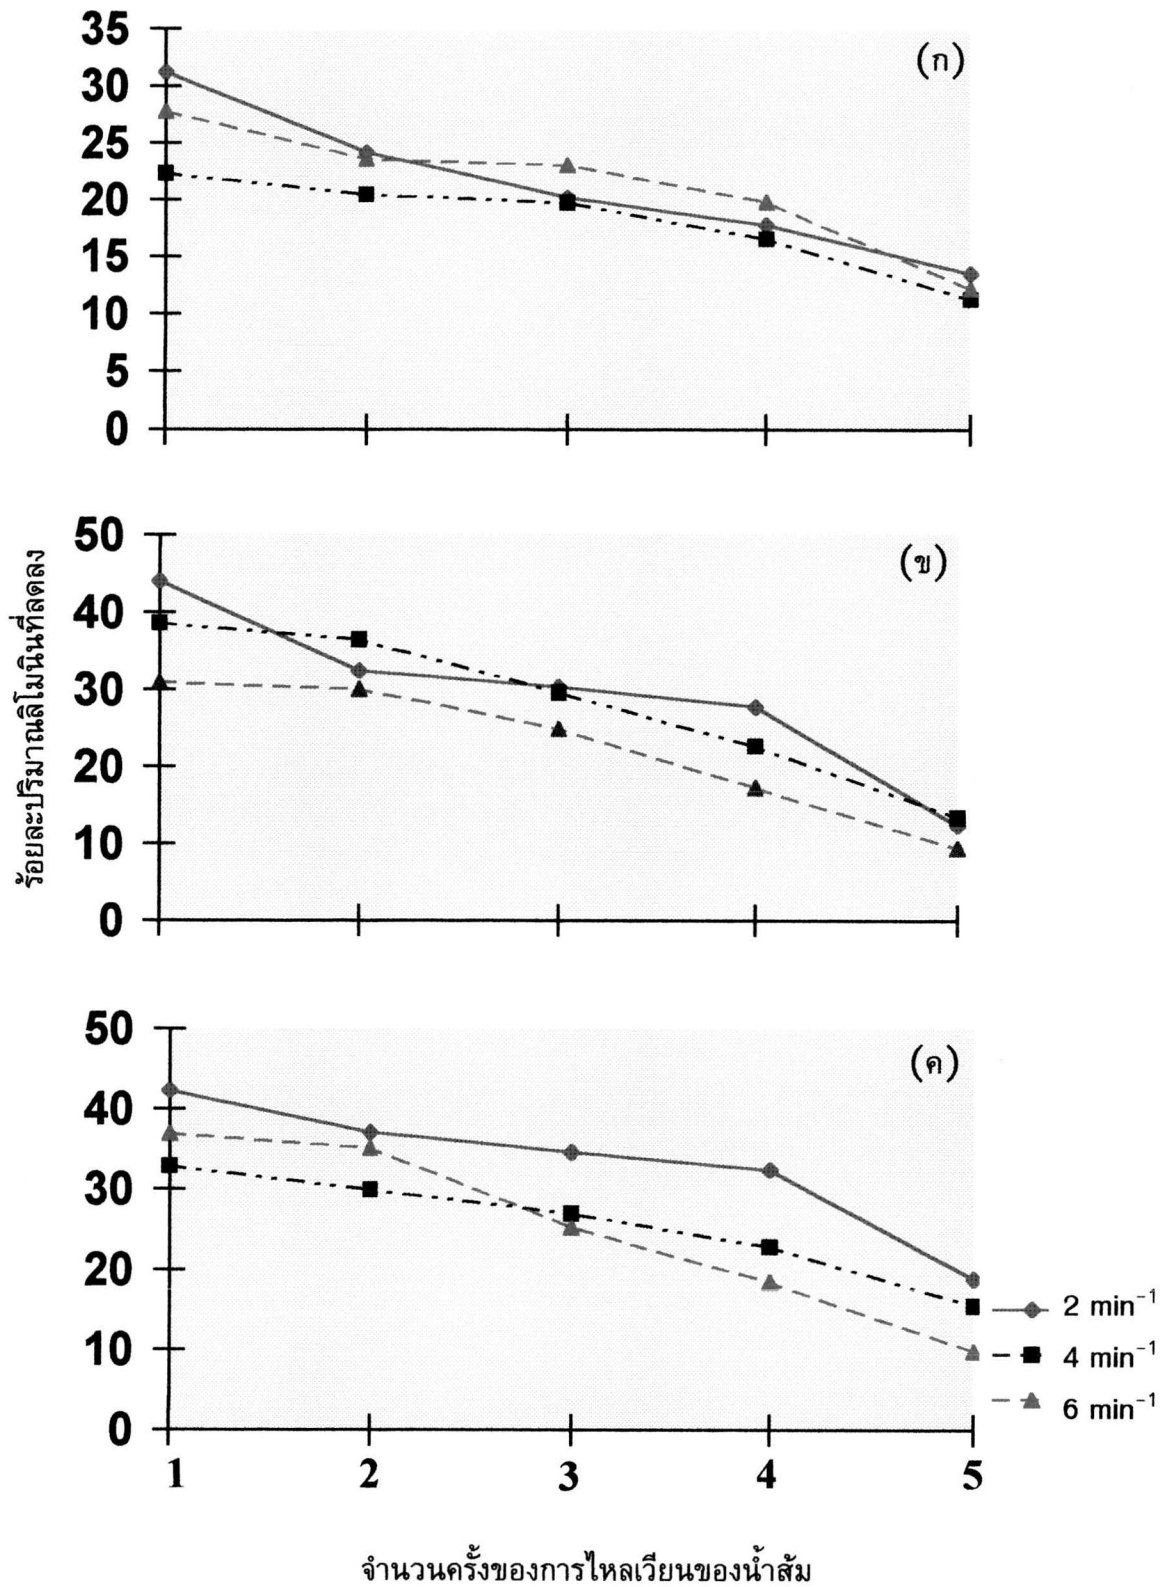 35
30
25
20
15
10
5
0
(ก)
50
40
30
20
10
0
(ข)
ร้อยละปริมาณลิโมนินที่ลดลง
50
40
30
20
10
0
(ค)
2 min⁻¹
4 min⁻¹
6 min⁻¹
1 2 3 4 5
จำนวนครั้งของการไหลเวียนของน้ำส้ม